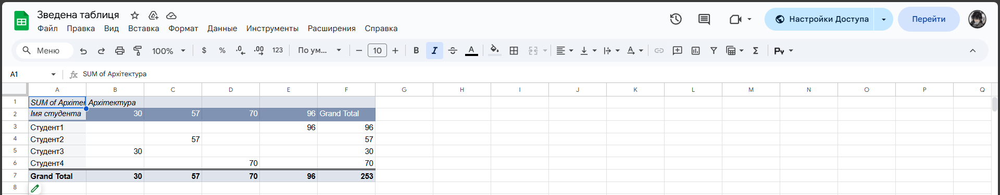 Зведена таблиця
Файл Правка Вид Вставка Формат Данные Инструменты Расширения Справка
Настройки Доступа
Перейти
Меню 100% $ % .0 .00 123 По ум... 10 B I A Σ
A1 fx SUM of Архітектура
A B C D E F G H I J K L M N O P Q
1 SUM of Архітек Архітектура
2 Імя студента 30 57 70 96 Grand Total
3 Студент1 96 96
4 Студент2 57 57
5 Студент3 30 30
6 Студент4 70 70
7 Grand Total 30 57 70 96 253
8